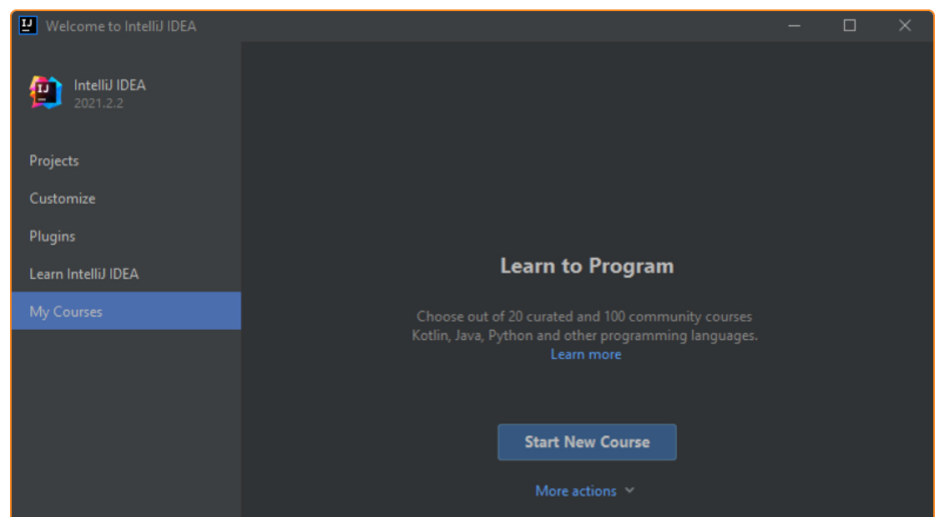 Welcome to IntelliJ IDEA
IntelliJ IDEA
2021.2.2
Projects
Customize
Plugins
Learn IntelliJ IDEA
My Courses
Learn to Program
Choose out of 20 curated and 100 community courses
Kotlin, Java, Python and other programming languages.
Learn more
Start New Course
More actions